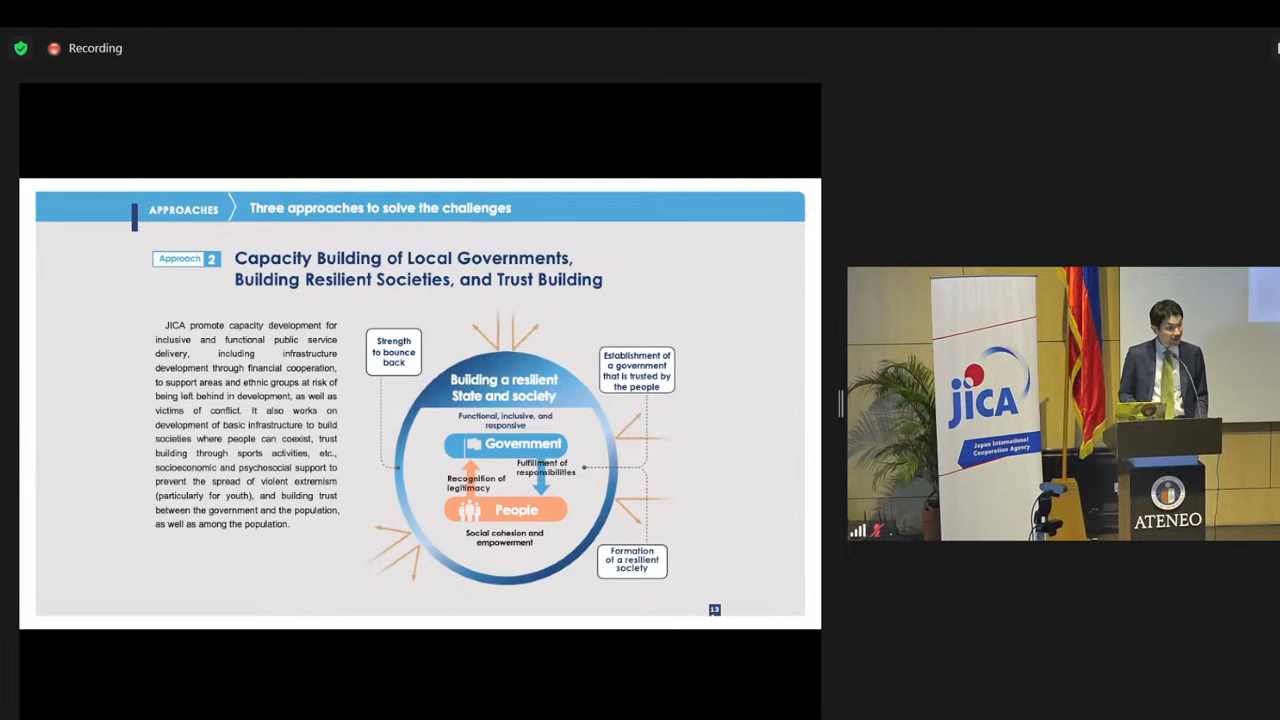 Recording
APPROACHES
Three approaches to solve the challenges
Approach 2
Capacity Building of Local Governments,
Building Resilient Societies, and Trust Building
JICA promote capacity development for
inclusive and functional public service
delivery, including infrastructure
development through financial cooperation,
to support areas and ethnic groups at risk of
being left behind in development, as well as
victims of conflict. It also works on
development of basic infrastructure to build
societies where people can coexist, trust
building through sports activities, etc.,
socioeconomic and psychosocial support to
prevent the spread of violent extremism
(particularly for youth), and building trust
between the government and the population,
as well as among the population.
Strength
to bounce
back
Establishment of
a government
that is trusted by
the people
Building a resilient
State and society
Functional, inclusive, and
responsive
Government
Fulfillment of
responsibilities
Recognition of
legitimacy
People
Social cohesion and
empowerment
Formation
of a resilient
society
13
jICA
Japan International
Cooperation Agency
ATENEO